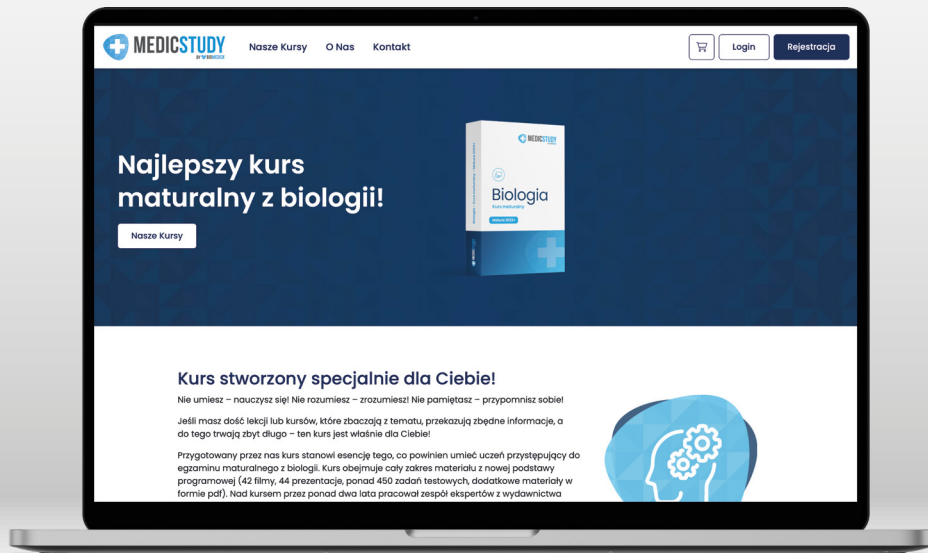 MEDICSTUDY
BY BIOMEDICA
Nasze Kursy
O Nas
Kontakt
Login
Rejestracja
Najlepszy kurs
maturalny z biologii!
Nasze Kursy
MEDICSTUDY
Biologia
Kurs maturalny
Kurs stworzony specjalnie dla Ciebie!
Nie umiesz – nauczysz się! Nie rozumiesz – zrozumiesz! Nie pamiętasz – przypomnisz sobie!
Jeśli masz dość lekcji lub kursów, które zbaczają z tematu, przekazują zbędne informacje, a
do tego trwają zbyt długo – ten kurs jest właśnie dla Ciebie!
Przygotowany przez nas kurs stanowi esencję tego, co powinien umieć uczeń przystępujący do
egzaminu maturalnego z biologii. Kurs obejmuje cały zakres materiału z nowej podstawy
programowej (42 filmy, 44 prezentacje, ponad 450 zadań testowych, dodatkowe materiały w
formie pdf). Nad kursem przez ponad dwa lata pracował zespół ekspertów z wydawnictwa